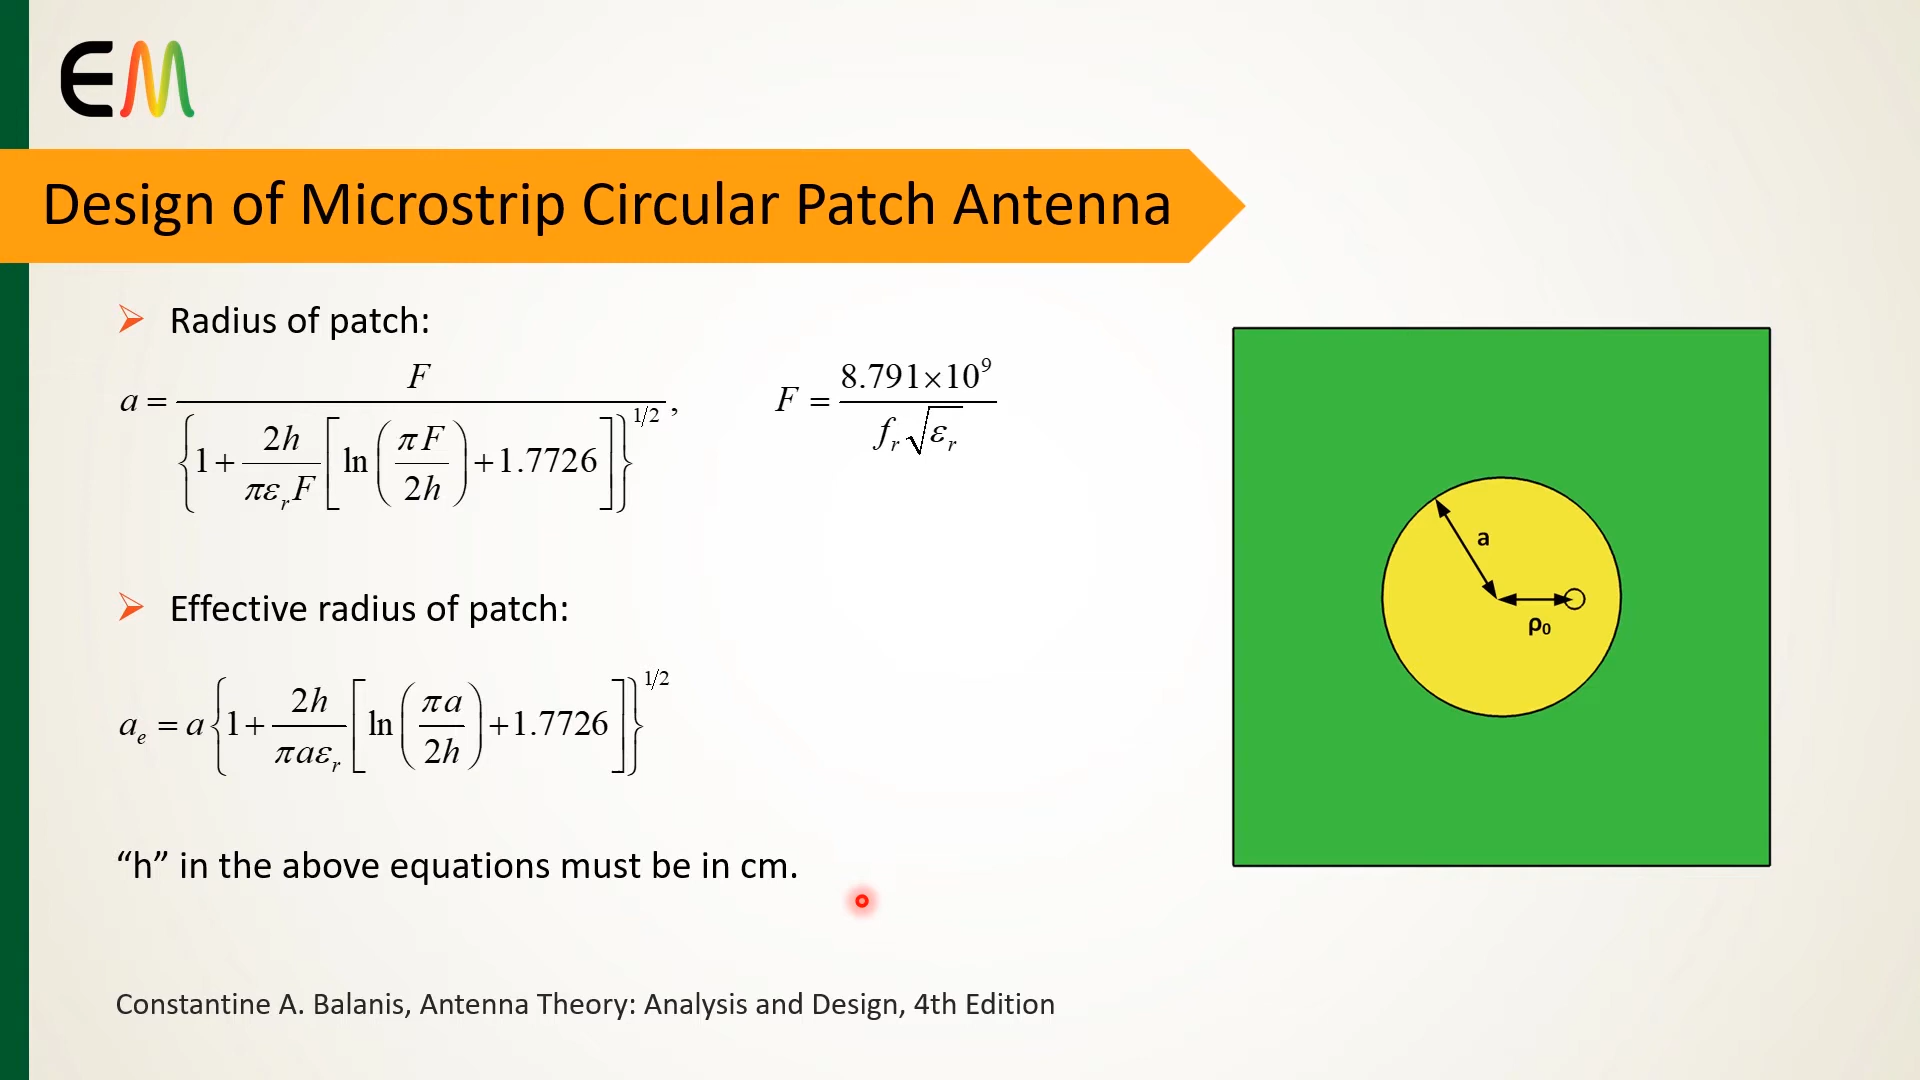 EM
Design of Microstrip Circular Patch Antenna
Radius of patch:
a = F / {1 + 2h/(πε_r F) [ln(πF/2h) + 1.7726]}^{1/2}, F = 8.791×10^9 / (f_r √ε_r)
Effective radius of patch:
a_e = a {1 + 2h/(πaε_r) [ln(πa/2h) + 1.7726]}^{1/2}
“h” in the above equations must be in cm.
Constantine A. Balanis, Antenna Theory: Analysis and Design, 4th Edition
a
ρ₀